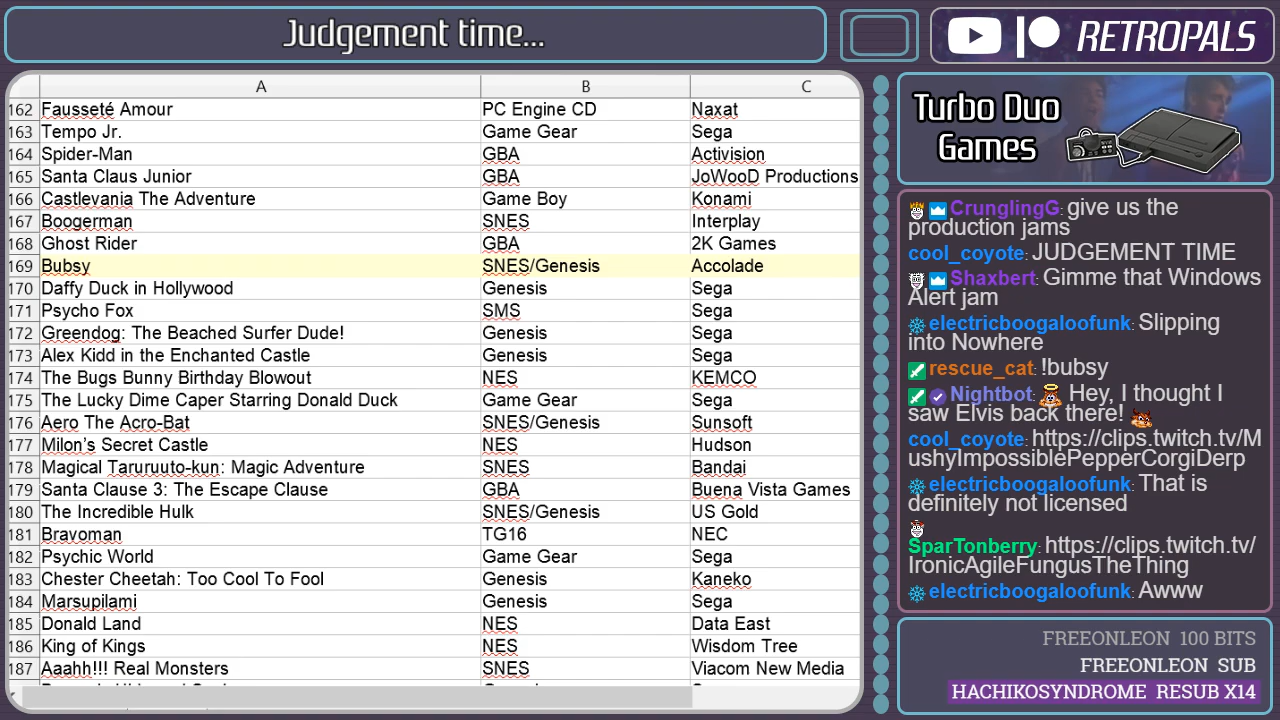 Judgement time...
RETROPALS
A B C
162 Fausseté Amour PC Engine CD Naxat
163 Tempo Jr. Game Gear Sega
164 Spider-Man GBA Activision
165 Santa Claus Junior GBA JoWooD Productions
166 Castlevania The Adventure Game Boy Konami
167 Boogerman SNES Interplay
168 Ghost Rider GBA 2K Games
169 Bubsy SNES/Genesis Accolade
170 Daffy Duck in Hollywood Genesis Sega
171 Psycho Fox SMS Sega
172 Greendog: The Beached Surfer Dude! Genesis Sega
173 Alex Kidd in the Enchanted Castle Genesis Sega
174 The Bugs Bunny Birthday Blowout NES KEMCO
175 The Lucky Dime Caper Starring Donald Duck Game Gear Sega
176 Aero The Acro-Bat SNES/Genesis Sunsoft
177 Milon's Secret Castle NES Hudson
178 Magical Taruruuto-kun: Magic Adventure SNES Bandai
179 Santa Clause 3: The Escape Clause GBA Buena Vista Games
180 The Incredible Hulk SNES/Genesis US Gold
181 Bravoman TG16 NEC
182 Psychic World Game Gear Sega
183 Chester Cheetah: Too Cool To Fool Genesis Kaneko
184 Marsupilami Genesis Sega
185 Donald Land NES Data East
186 King of Kings NES Wisdom Tree
187 Aaahh!!! Real Monsters SNES Viacom New Media
Turbo Duo
Games
CrunglingG: give us the
production jams
cool_coyote: JUDGEMENT TIME
Shaxbert: Gimme that Windows
Alert jam
electricboogaloofunk: Slipping
into Nowhere
rescue_cat: !bubsy
Nightbot: Hey, I thought I
saw Elvis back there!
cool_coyote: https://clips.twitch.tv/M
ushyImpossiblePepperCorgiDerp
electricboogaloofunk: That is
definitely not licensed
SparTonberry: https://clips.twitch.tv/
IronicAgileFungusTheThing
electricboogaloofunk: Awww
FREEONLEON 100 BITS
FREEONLEON SUB
HACHIKOSYNDROME RESUB X14